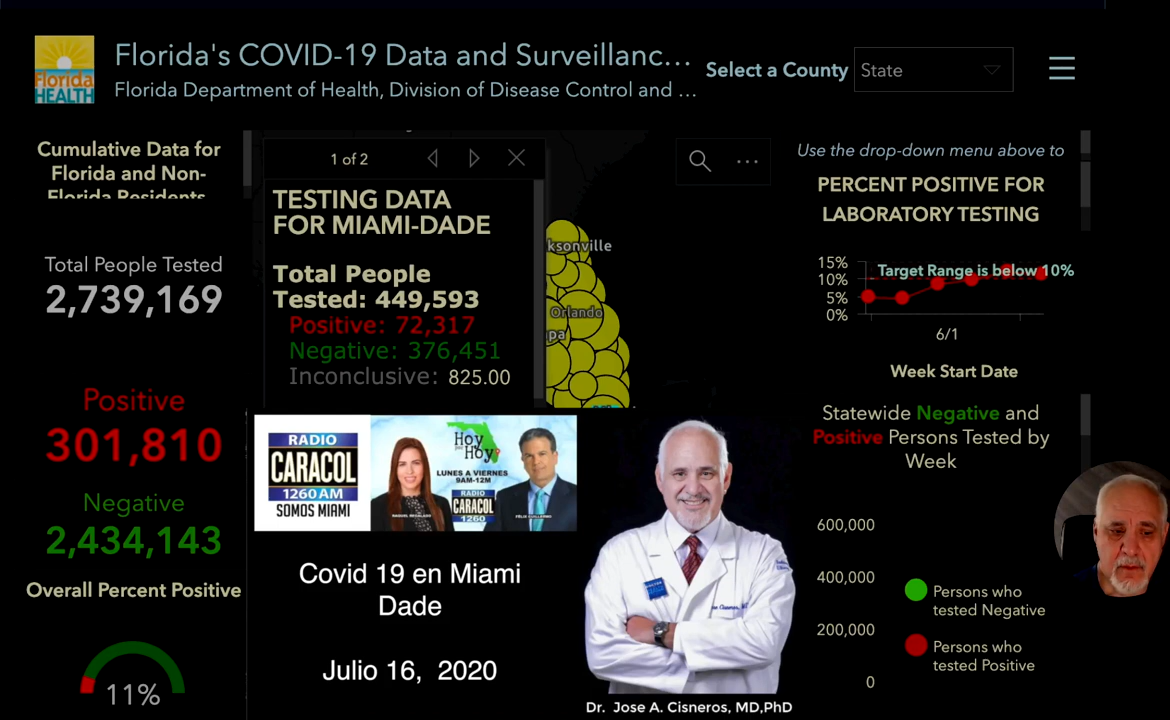 Florida HEALTH
Florida's COVID-19 Data and Surveillanc...
Florida Department of Health, Division of Disease Control and ...
Select a County
State
Cumulative Data for
Florida and Non-
Florida Residents
Total People Tested
2,739,169
Positive
301,810
Negative
2,434,143
Overall Percent Positive
11%
1 of 2
TESTING DATA
FOR MIAMI-DADE
Total People
Tested: 449,593
Positive: 72,317
Negative: 376,451
Inconclusive: 825.00
ksonville
Orlando
pa
Use the drop-down menu above to
PERCENT POSITIVE FOR
LABORATORY TESTING
15%
10%
5%
0%
Target Range is below 10%
6/1
Week Start Date
Statewide Negative and
Positive Persons Tested by
Week
600,000
400,000
200,000
0
Persons who
tested Negative
Persons who
tested Positive
RADIO
CARACOL
1260 AM
SOMOS MIAMI
Hoy
Hoy
LUNES A VIERNES
9AM-12M
RADIO
CARACOL
1260
Covid 19 en Miami
Dade
Julio 16, 2020
Dr. Jose A. Cisneros, MD,PhD